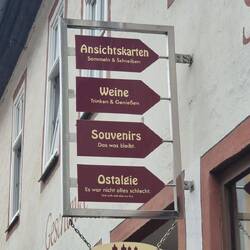 Ansichtskarten
Sammeln & Schreiben
Weine
Trinken & Genießen
Souvenirs
Das was bleibt.
Ostalgie
Es war nicht alles schlecht